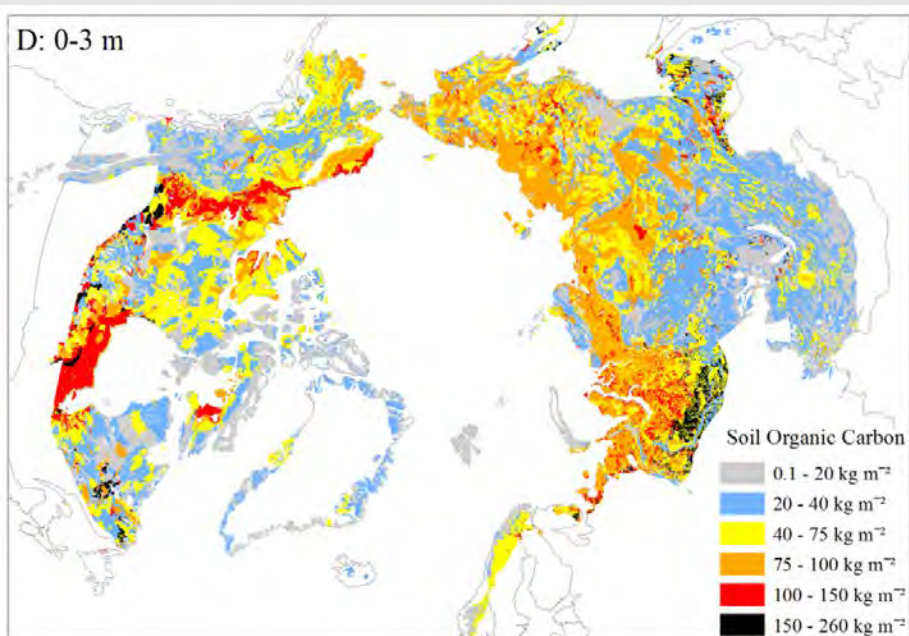 D: 0-3 m
Soil Organic Carbon
0.1 - 20 kg m⁻²
20 - 40 kg m⁻²
40 - 75 kg m⁻²
75 - 100 kg m⁻²
100 - 150 kg m⁻²
150 - 260 kg m⁻²